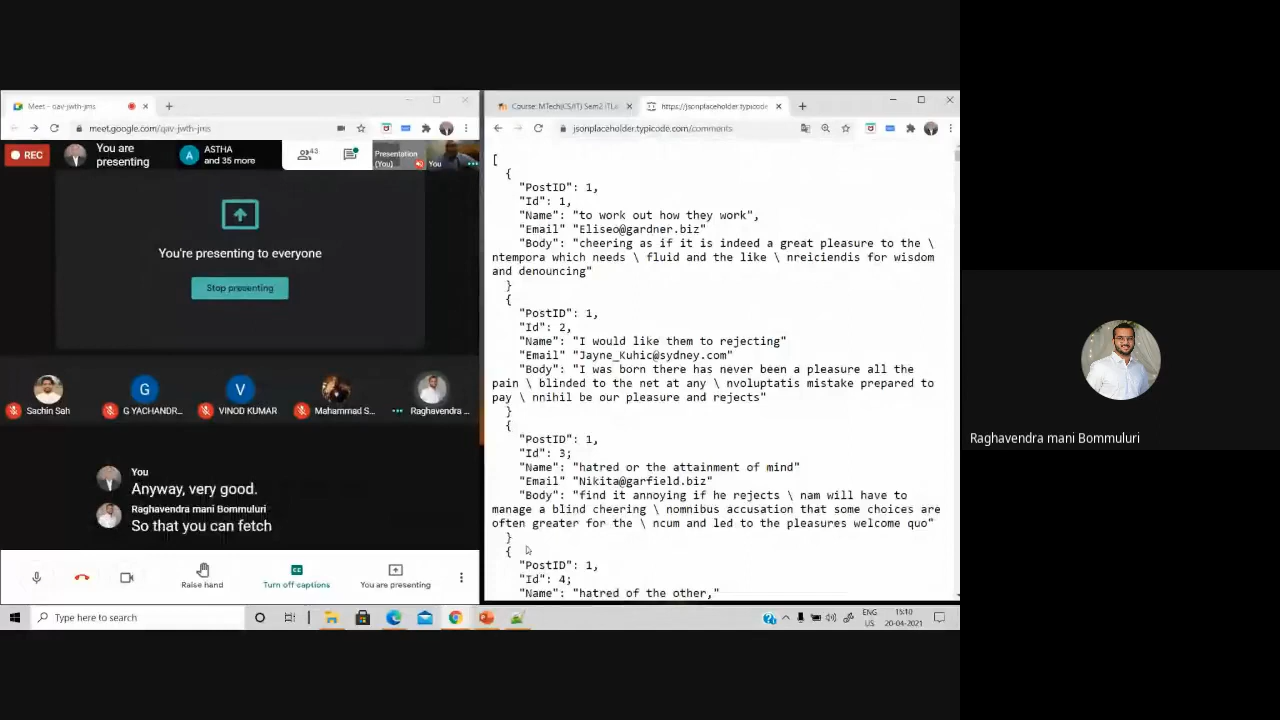 Meet - qav-jwth-jms
meet.google.com/qav-jwth-jms
REC
You are
presenting
A
ASTHA
and 35 more
43
Presentation
(You)
You
You're presenting to everyone
Stop presenting
G
V
Sachin Sah
G YACHANDR...
VINOD KUMAR
Mahammad S...
Raghavendra ...
You
Anyway, very good.
Raghavendra mani Bommuluri
So that you can fetch
Raise hand
Turn off captions
You are presenting
Course: MTech(CS/IT) Sem2 ITLa
https://jsonplaceholder.typicode
jsonplaceholder.typicode.com/comments
[
{
"PostID": 1,
"Id": 1,
"Name": "to work out how they work",
"Email" "Eliseo@gardner.biz"
"Body": "cheering as if it is indeed a great pleasure to the \
ntempora which needs \ fluid and the like \ nreiciendis for wisdom
and denouncing"
}
{
"PostID": 1,
"Id": 2,
"Name": "I would like them to rejecting"
"Email" "Jayne_Kuhic@sydney.com"
"Body": "I was born there has never been a pleasure all the
pain \ blinded to the net at any \ nvoluptatis mistake prepared to
pay \ nnihil be our pleasure and rejects"
}
{
"PostID": 1,
"Id": 3;
"Name": "hatred or the attainment of mind"
"Email" "Nikita@garfield.biz"
"Body": "find it annoying if he rejects \ nam will have to
manage a blind cheering \ nomnibus accusation that some choices are
often greater for the \ ncum and led to the pleasures welcome quo"
}
{
"PostID": 1,
"Id": 4;
"Name": "hatred of the other,"
Type here to search
ENG
US
15:10
20-04-2021
Raghavendra mani Bommuluri